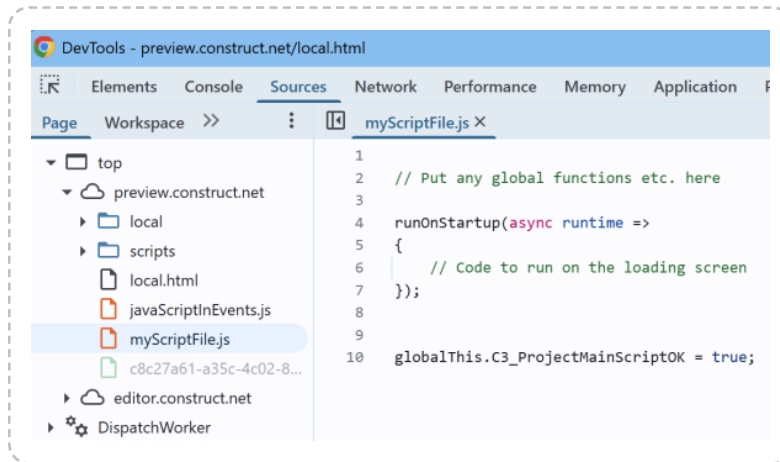 DevTools - preview.construct.net/local.html
Elements Console Sources Network Performance Memory Application
Page Workspace
myScriptFile.js
top
preview.construct.net
local
scripts
local.html
javaScriptInEvents.js
myScriptFile.js
c8c27a61-a35c-4c02-8...
editor.construct.net
DispatchWorker
1
2 // Put any global functions etc. here
3
4 runOnStartup(async runtime =>
5 {
6 // Code to run on the loading screen
7 });
8
9
10 globalThis.C3_ProjectMainScriptOK = true;